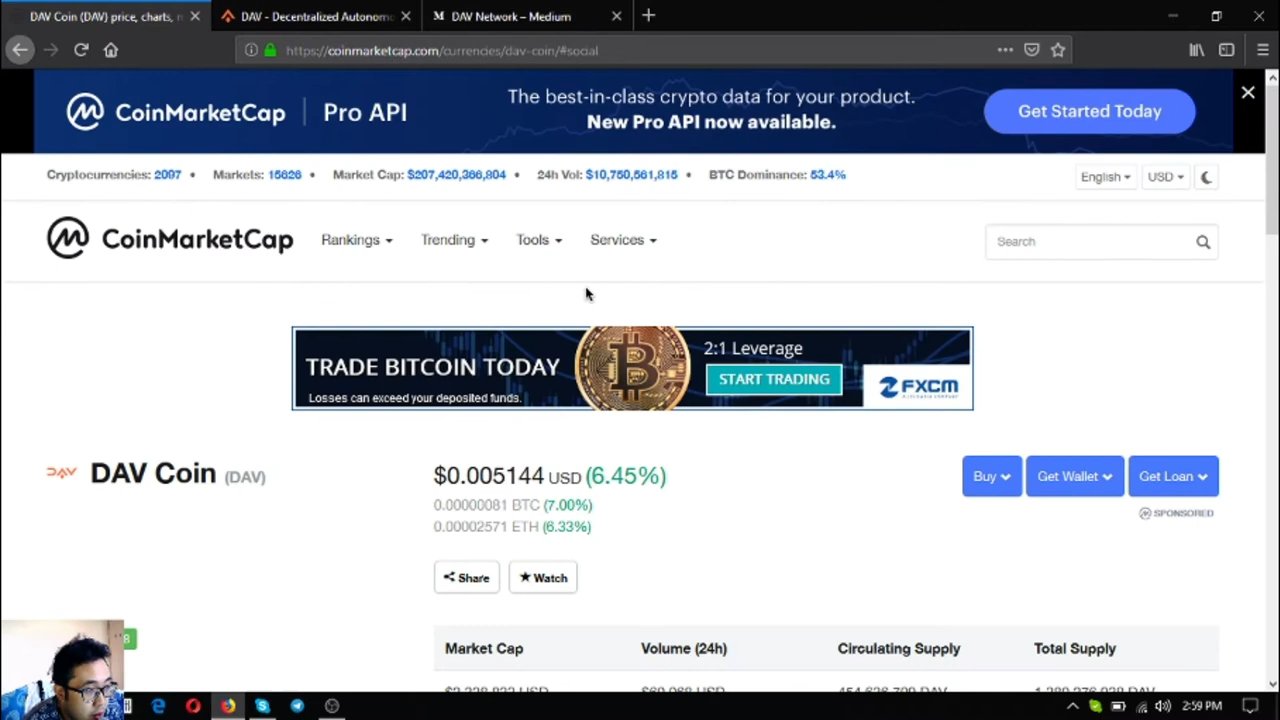 DAV Coin (DAV) price, charts,
DAV - Decentralized Autonomo
DAV Network – Medium
https://coinmarketcap.com/currencies/dav-coin/#social
CoinMarketCap | Pro API
The best-in-class crypto data for your product.
New Pro API now available.
Get Started Today
Cryptocurrencies: 2097 • Markets: 15626 • Market Cap: $207,420,366,804 • 24h Vol: $10,750,561,815 • BTC Dominance: 53.4%
English
USD
CoinMarketCap
Rankings
Trending
Tools
Services
Search
TRADE BITCOIN TODAY
Losses can exceed your deposited funds.
2:1 Leverage
START TRADING
FXCM
DAV
DAV Coin (DAV)
$0.005144 USD (6.45%)
0.00000081 BTC (7.00%)
0.00002571 ETH (6.33%)
Buy
Get Wallet
Get Loan
SPONSORED
Share
Watch
Market Cap
Volume (24h)
Circulating Supply
Total Supply
2:59 PM